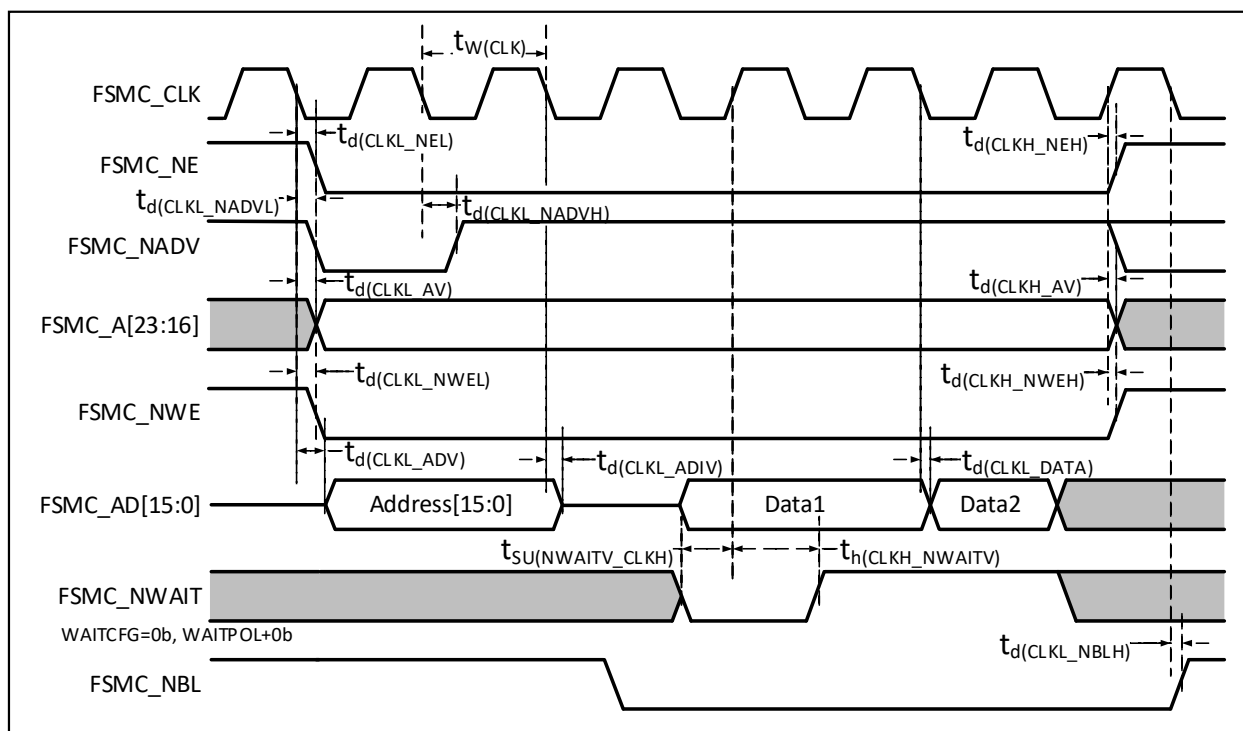 tW(CLK)
FSMC_CLK
td(CLKL_NEL)
td(CLKH_NEH)
FSMC_NE
td(CLKL_NADVL)
td(CLKL_NADVH)
FSMC_NADV
td(CLKL_AV)
td(CLKH_AV)
FSMC_A[23:16]
td(CLKL_NWEL)
td(CLKH_NWEH)
FSMC_NWE
td(CLKL_ADV)
td(CLKL_ADIV)
td(CLKL_DATA)
FSMC_AD[15:0]
Address[15:0]
Data1
Data2
tSU(NWAITV_CLKH)
th(CLKH_NWAITV)
FSMC_NWAIT
WAITCFG=0b, WAITPOL+0b
td(CLKL_NBLH)
FSMC_NBL